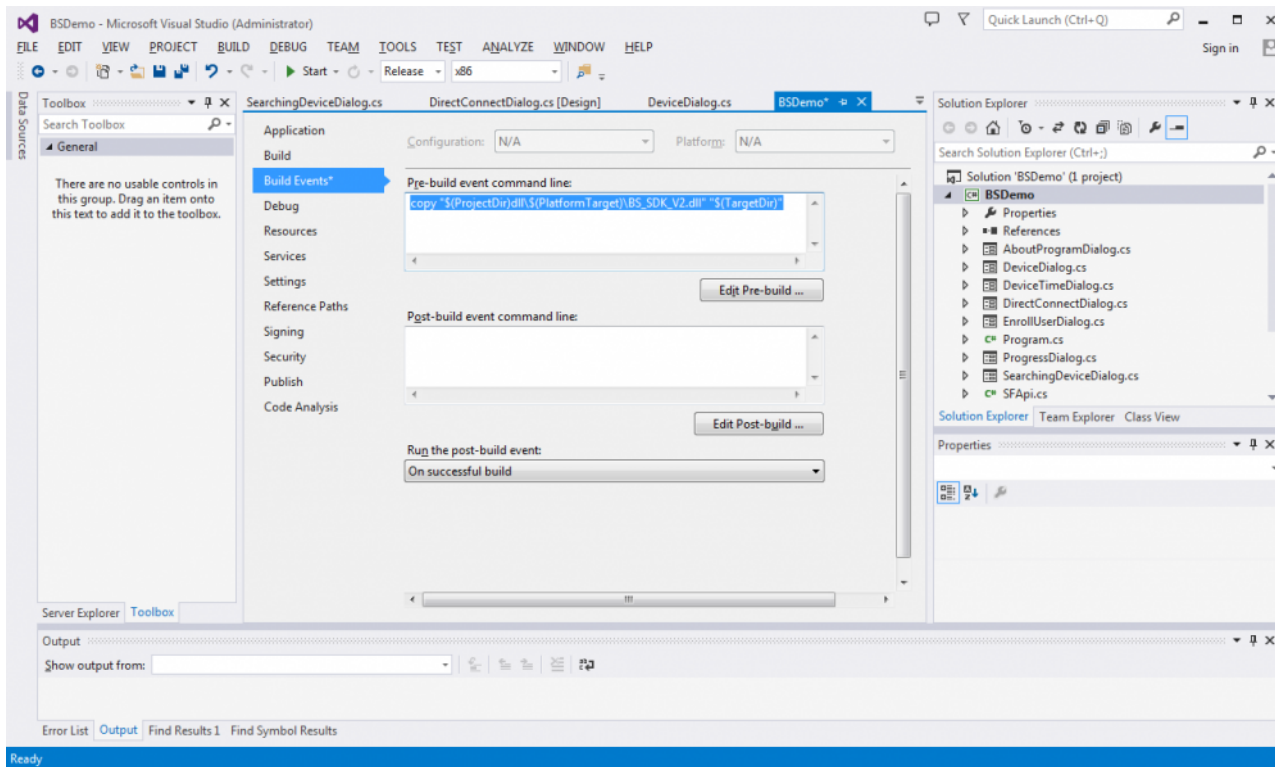 BSDemo - Microsoft Visual Studio (Administrator)
Quick Launch (Ctrl+Q)
FILE EDIT VIEW PROJECT BUILD DEBUG TEAM TOOLS TEST ANALYZE WINDOW HELP
Sign in
Start Release x86
Data Sources
Toolbox
Search Toolbox
General
There are no usable controls in
this group. Drag an item onto
this text to add it to the toolbox.
Server Explorer Toolbox
SearchingDeviceDialog.cs DirectConnectDialog.cs [Design] DeviceDialog.cs BSDemo*
Application
Build
Build Events*
Debug
Resources
Services
Settings
Reference Paths
Signing
Security
Publish
Code Analysis
Configuration: N/A Platform: N/A
Pre-build event command line:
copy "$(ProjectDir)dll\$(PlatformTarget)\BS_SDK_V2.dll" "$(TargetDir)"
Edit Pre-build ...
Post-build event command line:
Edit Post-build ...
Run the post-build event:
On successful build
Solution Explorer
Search Solution Explorer (Ctrl+;)
Solution 'BSDemo' (1 project)
C# BSDemo
Properties
References
AboutProgramDialog.cs
DeviceDialog.cs
DeviceTimeDialog.cs
DirectConnectDialog.cs
EnrollUserDialog.cs
C# Program.cs
ProgressDialog.cs
SearchingDeviceDialog.cs
C# SFApi.cs
Solution Explorer Team Explorer Class View
Properties
Output
Show output from:
Error List Output Find Results 1 Find Symbol Results
Ready